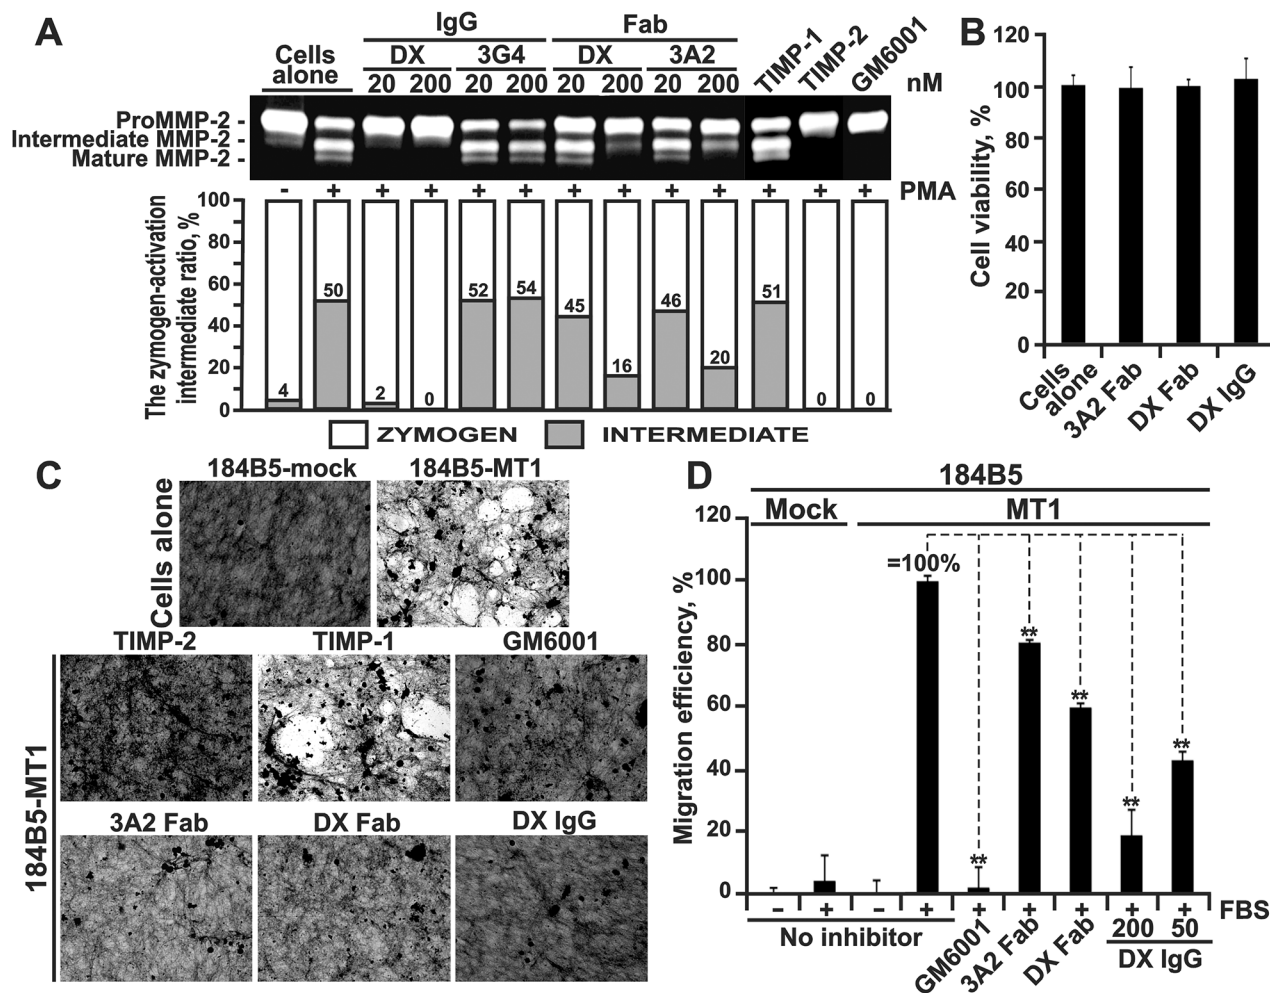 A
IgG Fab
Cells alone DX 3G4 DX 3A2 TIMP-1 TIMP-2 GM6001
20 200 20 200 20 200 20 200 nM
ProMMP-2 -
Intermediate MMP-2 -
Mature MMP-2 -
- + + + + + + + + + + + + PMA
The zymogen-activation
intermediate ratio, %
100
80
60
40
20
0
4 50 2 0 52 54 45 16 46 20 51 0 0
ZYMOGEN INTERMEDIATE
B
Cell viability, %
120
100
80
60
40
20
0
Cells alone
3A2 Fab
DX Fab
DX IgG
C
184B5-mock 184B5-MT1
Cells alone
TIMP-2 TIMP-1 GM6001
184B5-MT1
3A2 Fab DX Fab DX IgG
D
184B5
Mock MT1
Migration efficiency, %
120
100
80
60
40
20
0
=100%
** ** ** ** **
- + - + + + + + + FBS
No inhibitor GM6001 3A2 Fab DX Fab 200 50
DX IgG